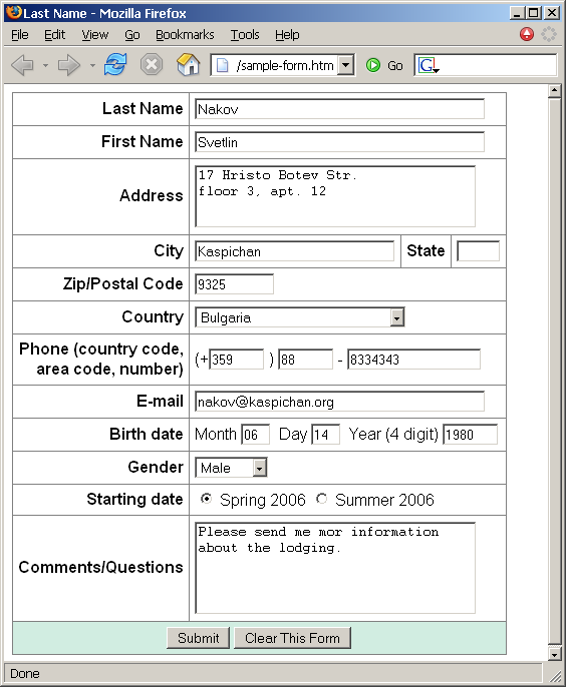 Last Name - Mozilla Firefox
File Edit View Go Bookmarks Tools Help
/sample-form.htm Go G
Last Name Nakov
First Name Svetlin
Address 17 Hristo Botev Str.
floor 3, apt. 12
City Kaspichan State
Zip/Postal Code 9325
Country Bulgaria
Phone (country code,
area code, number) (+359 ) 88 - 8334343
E-mail nakov@kaspichan.org
Birth date Month 06 Day 14 Year (4 digit) 1980
Gender Male
Starting date Spring 2006 Summer 2006
Comments/Questions Please send me mor information
about the lodging.
Submit Clear This Form
Done